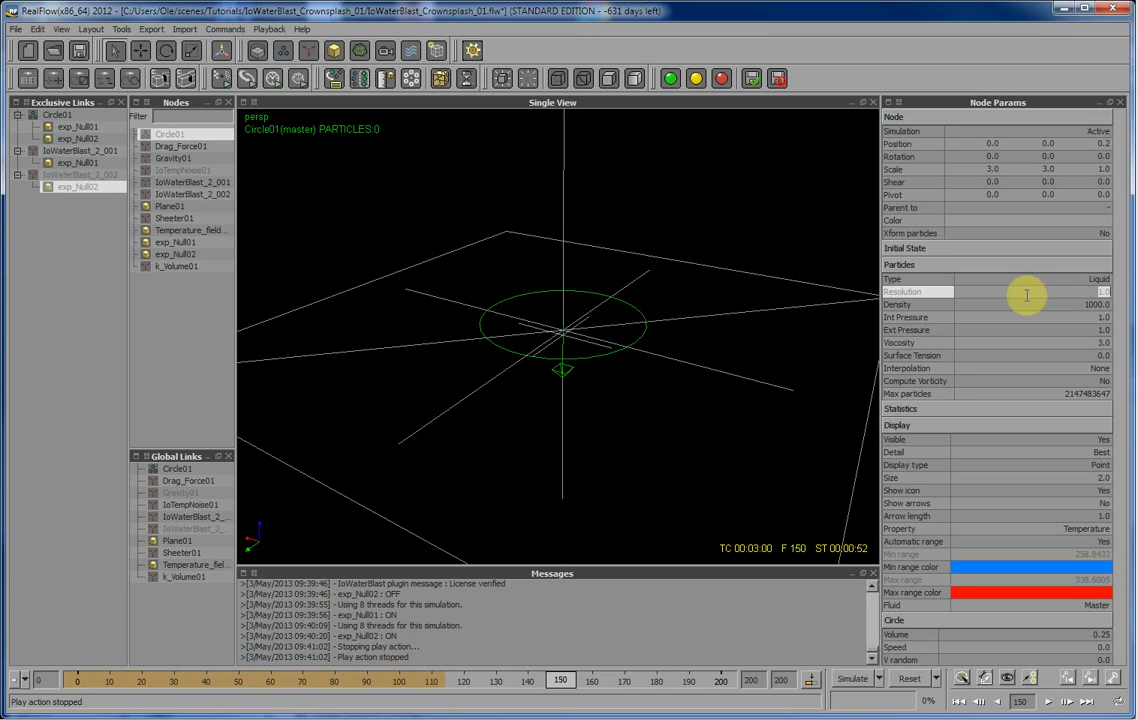 RealFlow(x86_64) 2012 - [C:/Users/Ole/scenes/Tutorials/IoWaterBlast_Crownsplash_01/IoWaterBlast_Crownsplash_01.flw*] (STANDARD EDITION - -631 days left)
File Edit View Layout Tools Export Import Commands Playback Help
Exclusive Links
Circle01
exp_Null01
exp_Null02
IoWaterBlast_2_001
exp_Null01
IoWaterBlast_2_002
exp_Null02
Nodes
Filter
Circle01
Drag_Force01
Gravity01
IoTempNoise01
IoWaterBlast_2_001
IoWaterBlast_2_002
Plane01
Sheeter01
Temperature_field...
exp_Null01
exp_Null02
k_Volume01
Global Links
Circle01
Drag_Force01
Gravity01
IoTempNoise01
IoWaterBlast_2_...
IoWaterBlast_2_...
Plane01
Sheeter01
Temperature_fiel...
k_Volume01
Single View
persp
Circle01(master) PARTICLES:0
TC 00:03:00 F 150 ST 00:00:52
Messages
>[3/May/2013 09:39:46] - IoWaterBlast plugin message : License verified
>[3/May/2013 09:39:46] - exp_Null02 : OFF
>[3/May/2013 09:39:55] - Using 8 threads for this simulation.
>[3/May/2013 09:39:56] - exp_Null01 : ON
>[3/May/2013 09:40:09] - Using 8 threads for this simulation.
>[3/May/2013 09:40:20] - exp_Null02 : ON
>[3/May/2013 09:41:02] - Stopping play action...
>[3/May/2013 09:41:02] - Play action stopped
Node Params
Node
Simulation Active
Position 0.0 0.0 0.2
Rotation 0.0 0.0 0.0
Scale 3.0 3.0 1.0
Shear 0.0 0.0 0.0
Pivot 0.0 0.0 0.0
Parent to -
Color
Xform particles No
Initial State
Particles
Type Liquid
Resolution 1.0
Density 1000.0
Int Pressure 1.0
Ext Pressure 1.0
Viscosity 3.0
Surface Tension 0.0
Interpolation None
Compute Vorticity No
Max particles 2147483647
Statistics
Display
Visible Yes
Detail Best
Display type Point
Size 2.0
Show icon Yes
Show arrows No
Arrow length 1.0
Property Temperature
Automatic range Yes
Min range 258.8433
Min range color
Max range 338.6005
Max range color
Fluid Master
Circle
Volume 0.25
Speed 0.0
V random 0.0
0 0 10 20 30 40 50 60 70 80 90 100 110 120 130 140 150 160 170 180 190 200 200 200
Simulate Reset
Play action stopped
0% 150